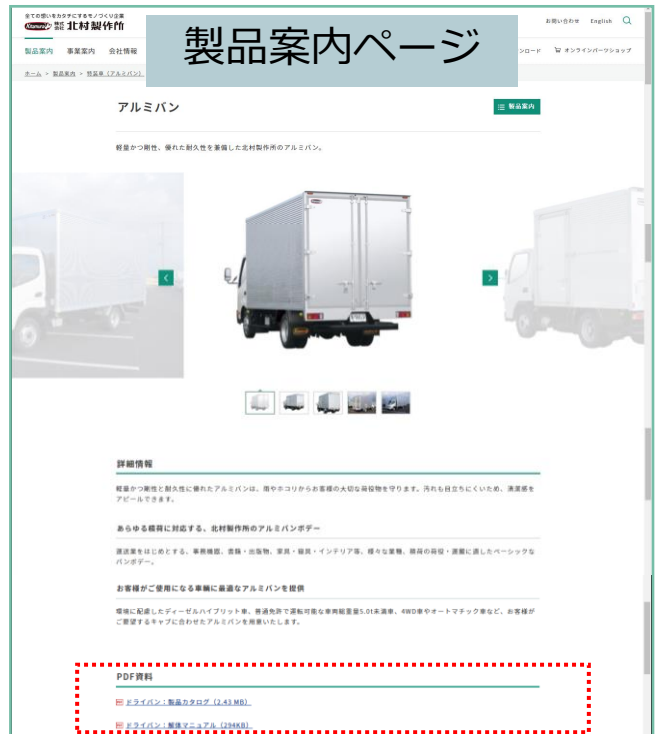 全ての想いをカタチにするモノづくり企業
Kitamura 株式会社 北村製作所
製品案内ページ
お問い合わせ English
製品案内 事業案内 会社情報
ンロード オンラインパーツショップ
ホーム > 製品案内 > 特装車（アルミバン）
アルミバン
製品案内
軽量かつ剛性、優れた耐久性を兼備した北村製作所のアルミバン。
詳細情報
軽量かつ剛性と耐久性に優れたアルミバンは、雨やホコリからお客様の大切な荷役物を守ります。汚れも目立ちにくいため、清潔感を
アピールできます。
あらゆる積荷に対応する、北村製作所のアルミバンボデー
運送業をはじめとする、事務機器、書籍・出版物、家具・寝具・インテリア等、様々な業種、積荷の荷役・運搬に適したベーシックな
バンボデー。
お客様がご使用になる車輌に最適なアルミバンを提供
環境に配慮したディーゼルハイブリット車、普通免許で運転可能な車両総重量5.0t未満車、4WD車やオートマチック車など、お客様が
ご要望するキャブに合わせたアルミバンを用意いたします。
PDF資料
ドライバン：製品カタログ（2.43 MB）
ドライバン：解体マニュアル（294KB）